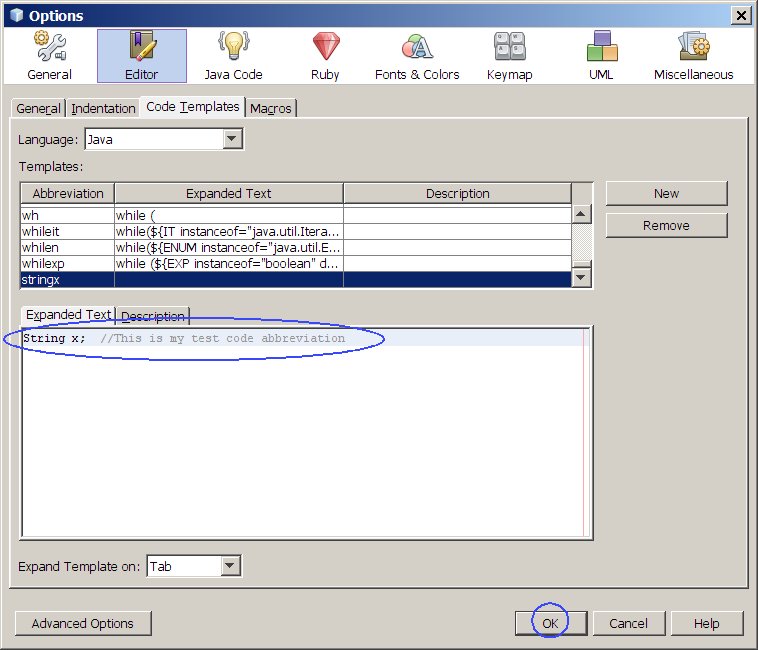 Options
General Editor Java Code Ruby Fonts & Colors Keymap UML Miscellaneous
General Indentation Code Templates Macros
Language: Java
Templates:
Abbreviation Expanded Text Description
New
wh while (
whileit while(${IT instanceof="java.util.Itera...
Remove
whilen while(${ENUM instanceof="java.util.E...
whilexp while (${EXP instanceof="boolean" d...
stringx
Expanded Text Description
String x; //This is my test code abbreviation
Expand Template on: Tab
Advanced Options OK Cancel Help